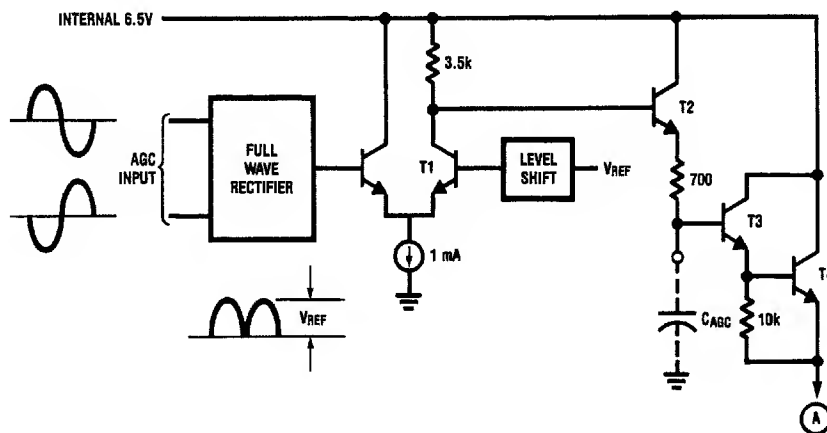 INTERNAL 6.5V
3.5k
T2
AGC
INPUT
FULL
WAVE
RECTIFIER
T1
LEVEL
SHIFT
VREF
700
T3
1 mA
VREF
CAGC
10k
A